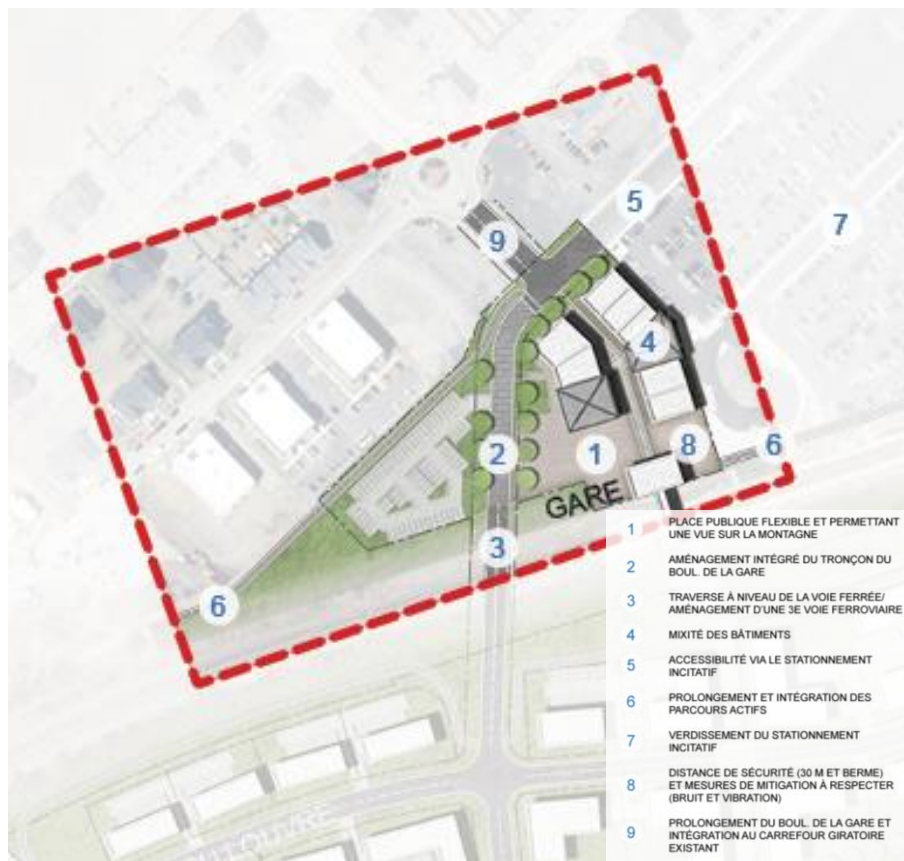 5
7
9
4
2
1
8
6
GARE
3
6
1 PLACE PUBLIQUE FLEXIBLE ET PERMETTANT
UNE VUE SUR LA MONTAGNE
2 AMÉNAGEMENT INTÉGRÉ DU TRONÇON DU
BOUL. DE LA GARE
3 TRAVERSE À NIVEAU DE LA VOIE FERRÉE/
AMÉNAGEMENT D'UNE 3E VOIE FERROVIAIRE
4 MIXITÉ DES BÂTIMENTS
5 ACCESSIBILITÉ VIA LE STATIONNEMENT
INCITATIF
6 PROLONGEMENT ET INTÉGRATION DES
PARCOURS ACTIFS
7 VERDISSEMENT DU STATIONNEMENT
INCITATIF
8 DISTANCE DE SÉCURITÉ (30 M ET BERME)
ET MESURES DE MITIGATION À RESPECTER
(BRUIT ET VIBRATION)
9 PROLONGEMENT DU BOUL. DE LA GARE ET
INTÉGRATION AU CARREFOUR GIRATOIRE
EXISTANT